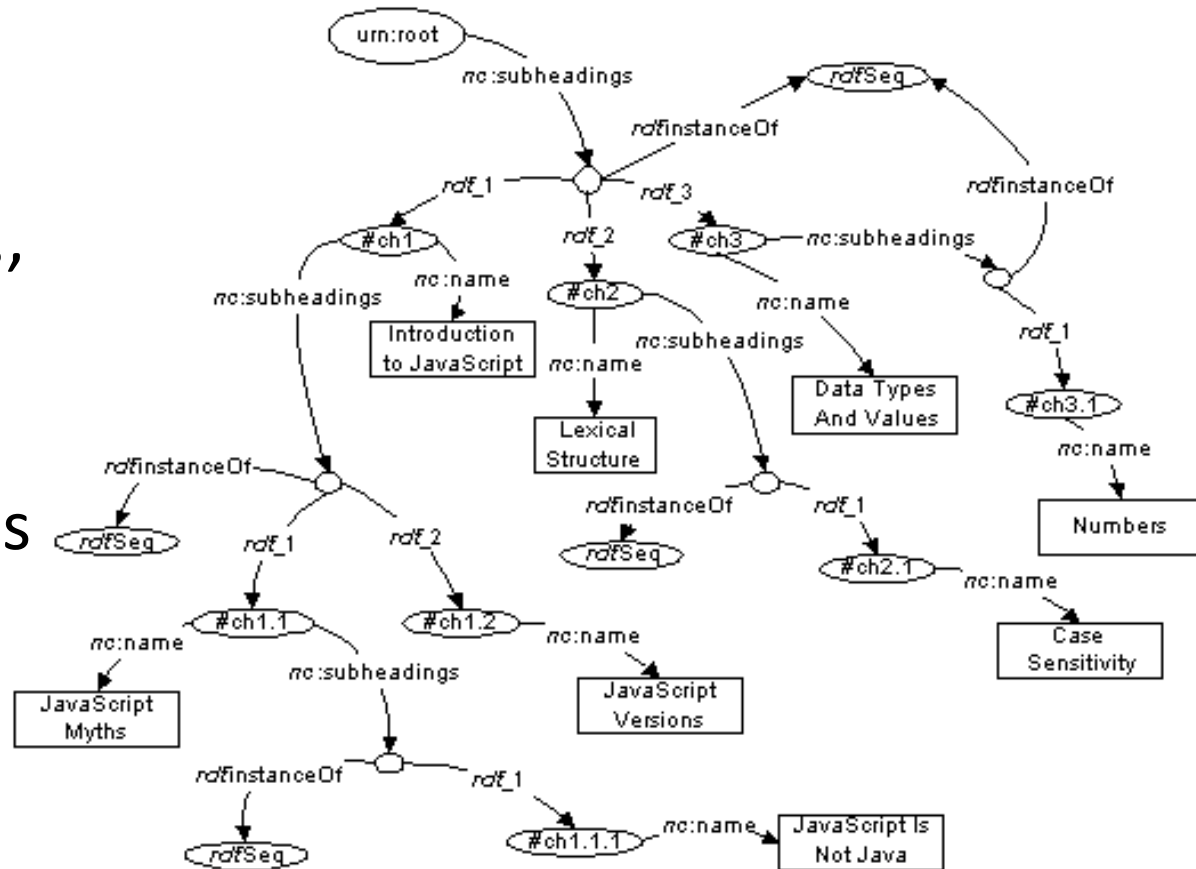 urn:root
nc:subheadings
rdf:Seq
rdf:instanceOf
rdf:instanceOf
rdf:_1
rdf:_3
rdf:_2
#ch1
#ch3
nc:subheadings
,
nc:name
nc:subheadings
#ch2
nc:name
rdf:_1
Introduction
to JavaScript
nc:subheadings
nc:name
Data Types
And Values
#ch3.1
Lexical
Structure
nc:name
rdf:instanceOf
rdf:instanceOf
rdf:_1
Numbers
s
rdf:Seq
rdf:_1
rdf:_2
rdf:Seq
#ch2.1
nc:name
#ch1.1
#ch1.2
nc:name
nc:name
Case
Sensitivity
nc:subheadings
JavaScript
Myths
JavaScript
Versions
rdf:instanceOf
rdf:_1
rdf:Seq
#ch1.1.1
nc:name
JavaScript Is
Not Java